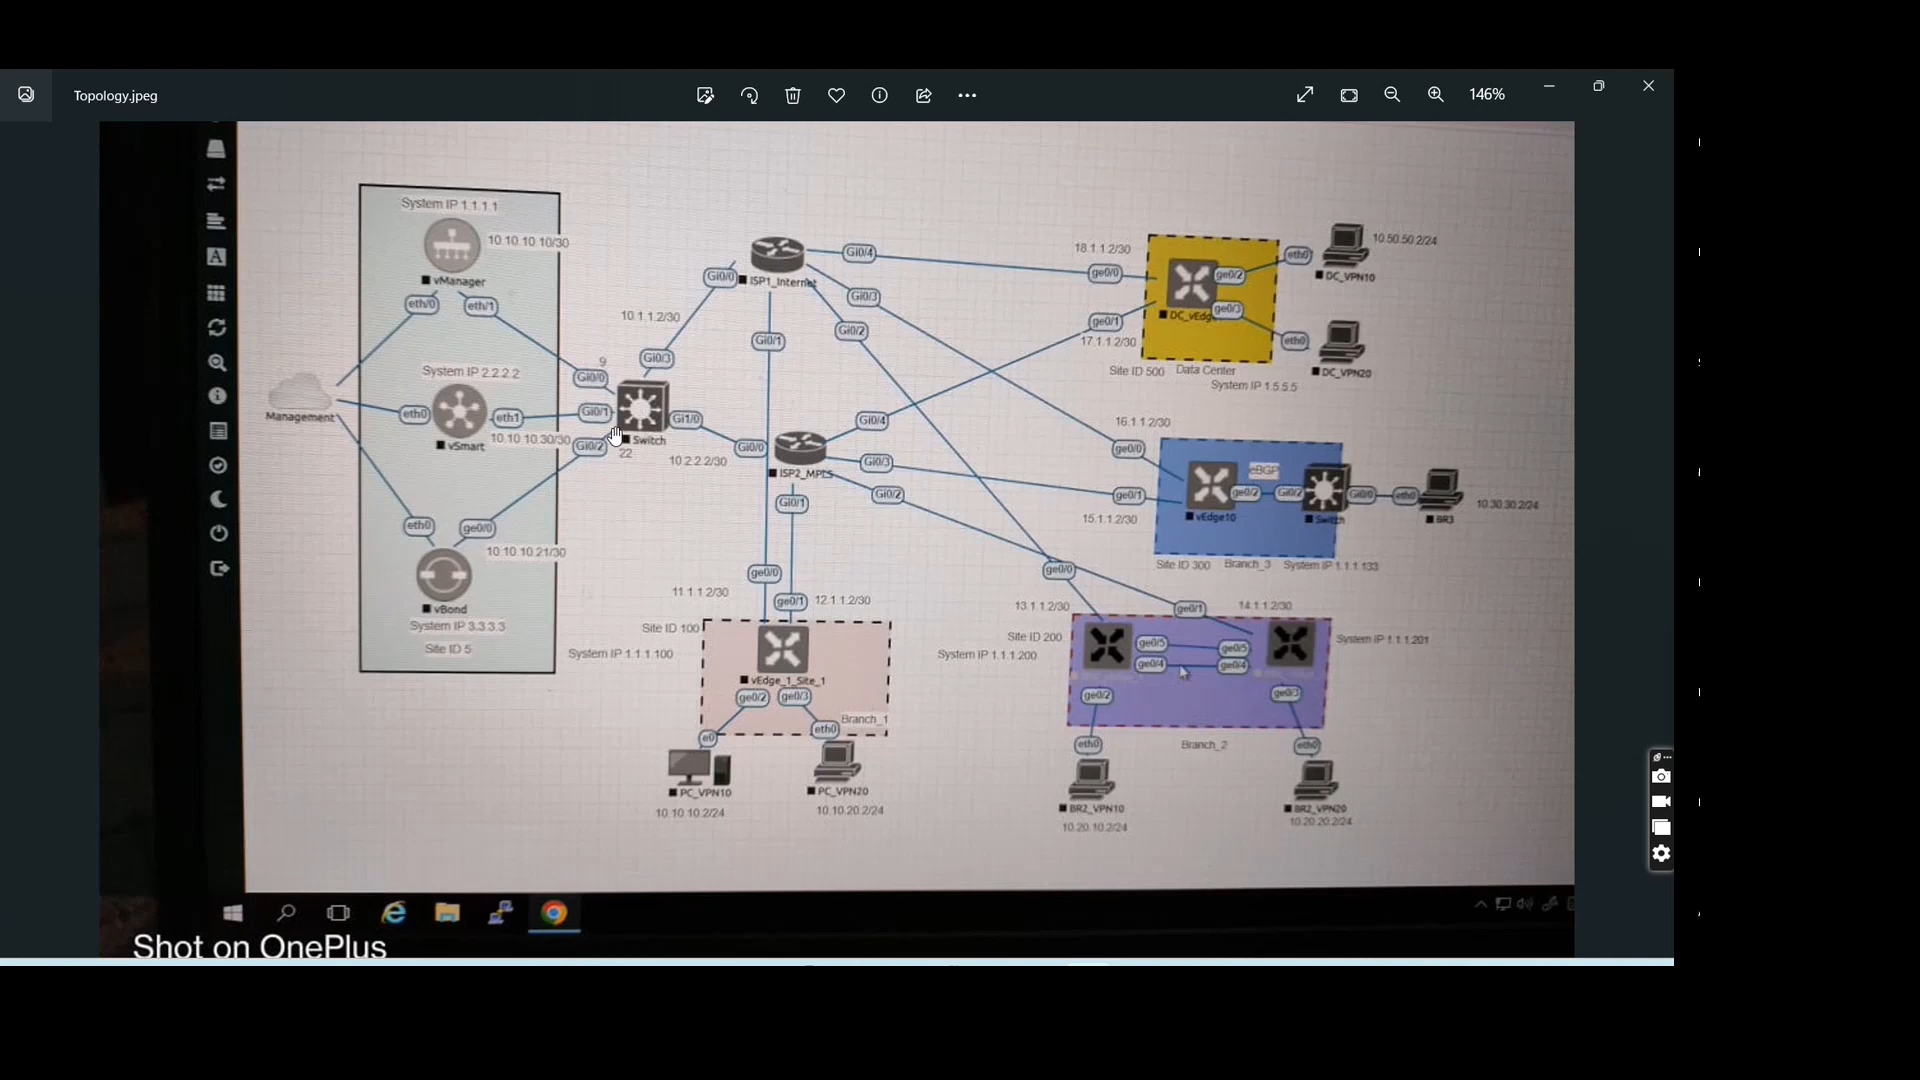 Topology.jpeg
146%
System IP 1.1.1.1
10.10.10.10/30
vManager
eth/0
eth/1
System IP 2.2.2.2
Management
eth0
eth1
10.10.10.30/30
vSmart
eth0
ge0/0
10.10.10.21/30
vBond
System IP 3.3.3.3
Site ID 5
9
Gi0/0
Gi0/1
Gi0/2
22
Switch
Gi0/3
Gi1/0
10.1.1.2/30
10.2.2.2/30
Gi0/0
ISP1_Internet
Gi0/4
Gi0/3
Gi0/2
Gi0/1
Gi0/0
ISP2_MPLS
Gi0/4
Gi0/3
Gi0/2
Gi0/1
18.1.1.2/30
ge0/0
ge0/1
17.1.1.2/30
ge0/2
ge0/3
eth0
eth0
10.50.50.2/24
DC_VPN10
DC_VPN20
Site ID 500
Data Center
System IP 1.5.5.5
16.1.1.2/30
ge0/0
ge0/1
15.1.1.2/30
eBGP
vEdge10
ge0/2
Gi0/2
Switch
Gi0/0
eth0
BR3
10.30.30.2/24
Site ID 300
Branch_3
System IP 1.1.1.133
ge0/0
ge0/1
11.1.1.2/30
12.1.1.2/30
Site ID 100
System IP 1.1.1.100
vEdge_1_Site_1
ge0/2
ge0/3
Branch_1
e0
eth0
PC_VPN10
PC_VPN20
10.10.10.2/24
10.10.20.2/24
ge0/0
ge0/1
13.1.1.2/30
14.1.1.2/30
Site ID 200
System IP 1.1.1.200
System IP 1.1.1.201
ge0/5
ge0/5
ge0/4
ge0/4
ge0/2
ge0/3
Branch_2
eth0
eth0
BR2_VPN10
BR2_VPN20
10.20.10.2/24
10.20.20.2/24
Shot on OnePlus